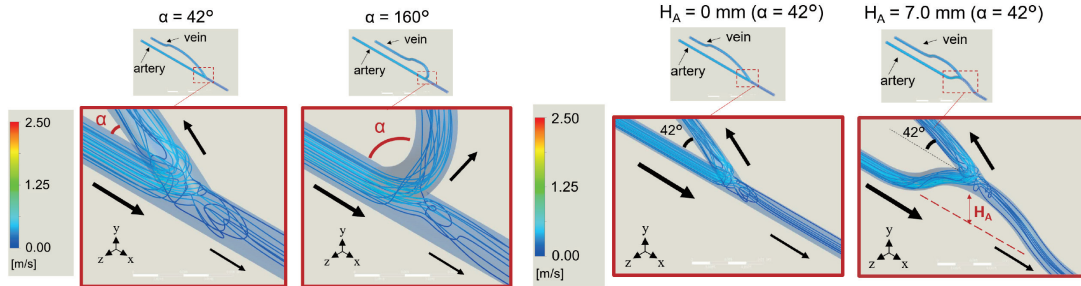 α = 42°
α = 160°
H_A = 0 mm (α = 42°)
H_A = 7.0 mm (α = 42°)
vein
artery
vein
artery
vein
artery
vein
artery
2.50
1.25
0.00
[m/s]
α
y
z
x
α
y
z
x
2.50
1.25
0.00
[m/s]
42°
y
z
x
42°
H_A
y
z
x